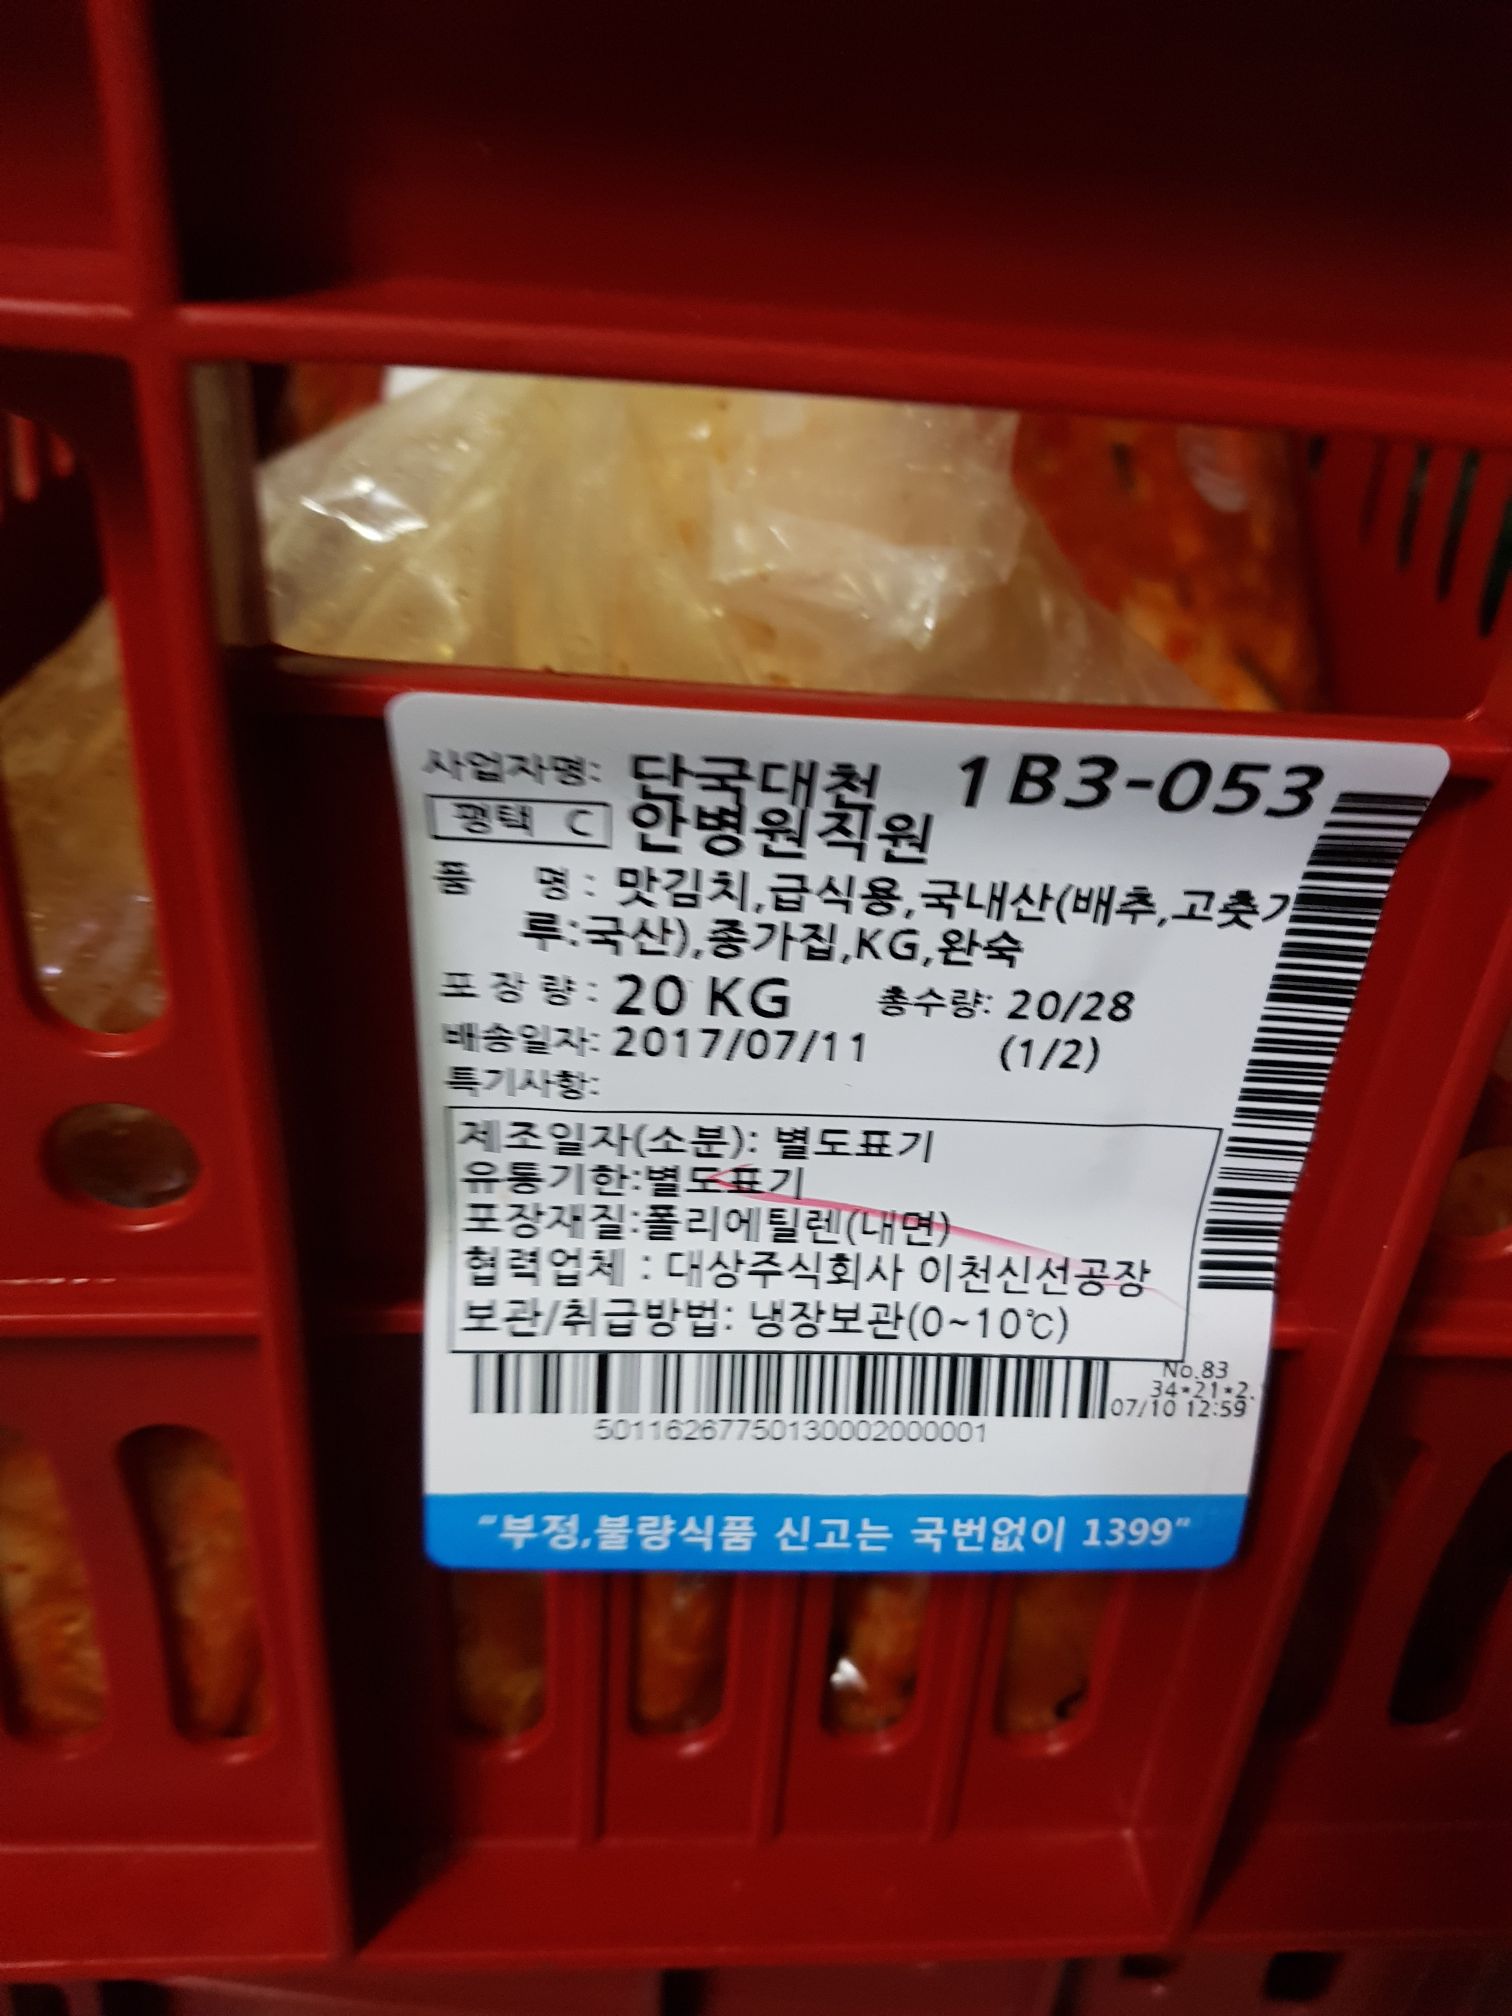 사업자명: 단국대천 1B3-053
평택 C 안병원직원
품 명 : 맛김치,급식용,국내산(배추,고춧가
루:국산),종가집,KG,완숙
포 장 량 : 20 KG 총수량: 20/28
배송일자: 2017/07/11 (1/2)
특기사항:
제조일자(소분): 별도표기
유통기한:별도표기
포장재질:폴리에틸렌(내면)
협력업체 : 대상주식회사 이천신선공장
보관/취급방법: 냉장보관(0~10℃)
No.83
34*21*2.
07/10 12:59
501162677501300020000​01
"부정,불량식품 신고는 국번없이 1399"